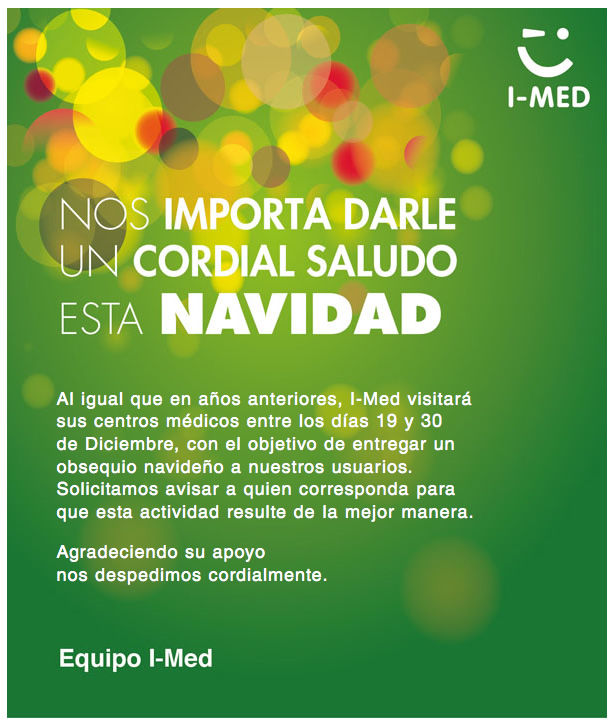 I-MED
NOS IMPORTA DARLE
UN CORDIAL SALUDO
ESTA NAVIDAD
Al igual que en años anteriores, I-Med visitará
sus centros médicos entre los días 19 y 30
de Diciembre, con el objetivo de entregar un
obsequio navideño a nuestros usuarios.
Solicitamos avisar a quien corresponda para
que esta actividad resulte de la mejor manera.
Agradeciendo su apoyo
nos despedimos cordialmente.
Equipo I-Med